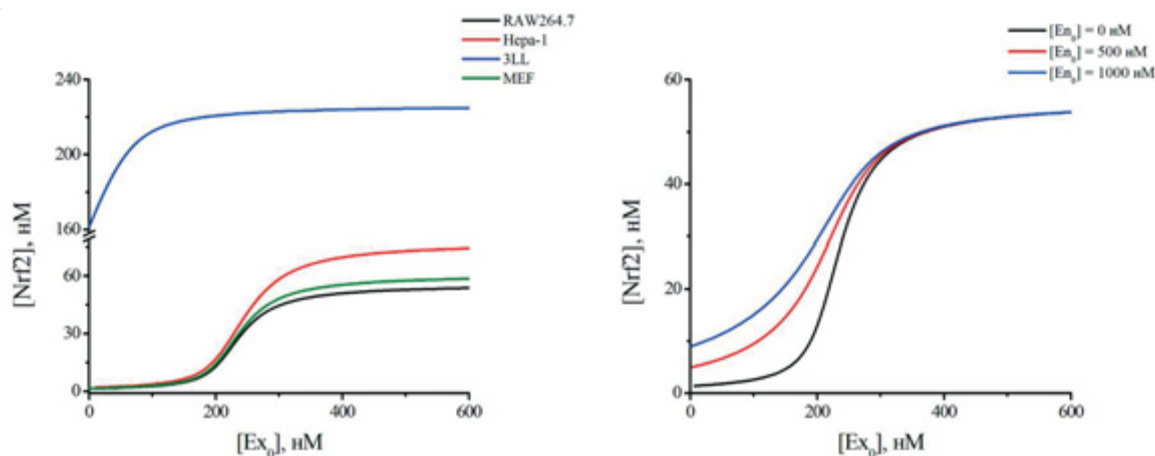 RAW264.7
Hepa-1
3LL
MEF
240
200
160
60
30
0
[Nrf2], нМ
0
200
400
600
[Ex₀], нМ
[En₀] = 0 нМ
[En₀] = 500 нМ
[En₀] = 1000 нМ
60
40
20
0
[Nrf2], нМ
0
200
400
600
[Ex₀], нМ